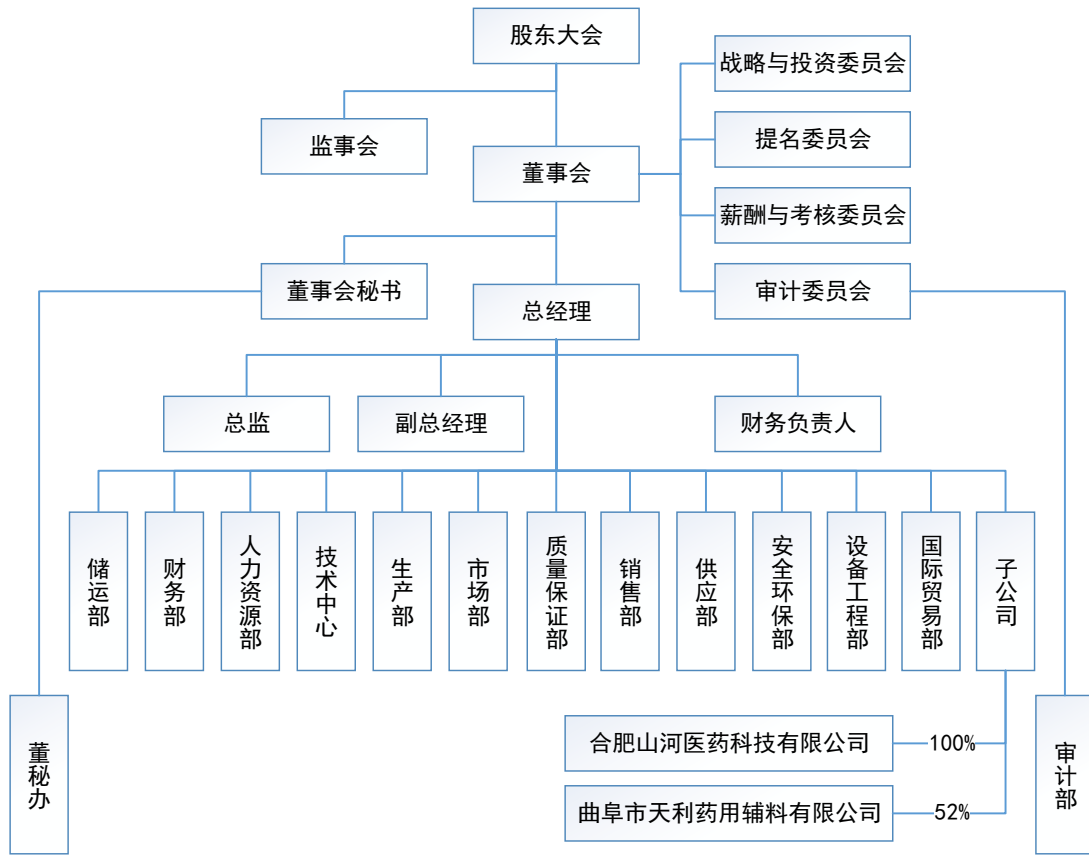 股东大会
战略与投资委员会
监事会
提名委员会
董事会
薪酬与考核委员会
董事会秘书
审计委员会
总经理
总监
副总经理
财务负责人
储运部
财务部
人力资源部
技术中心
生产部
市场部
质量保证部
销售部
供应部
安全环保部
设备工程部
国际贸易部
子公司
董秘办
合肥山河医药科技有限公司
100%
曲阜市天利药用辅料有限公司
52%
审计部